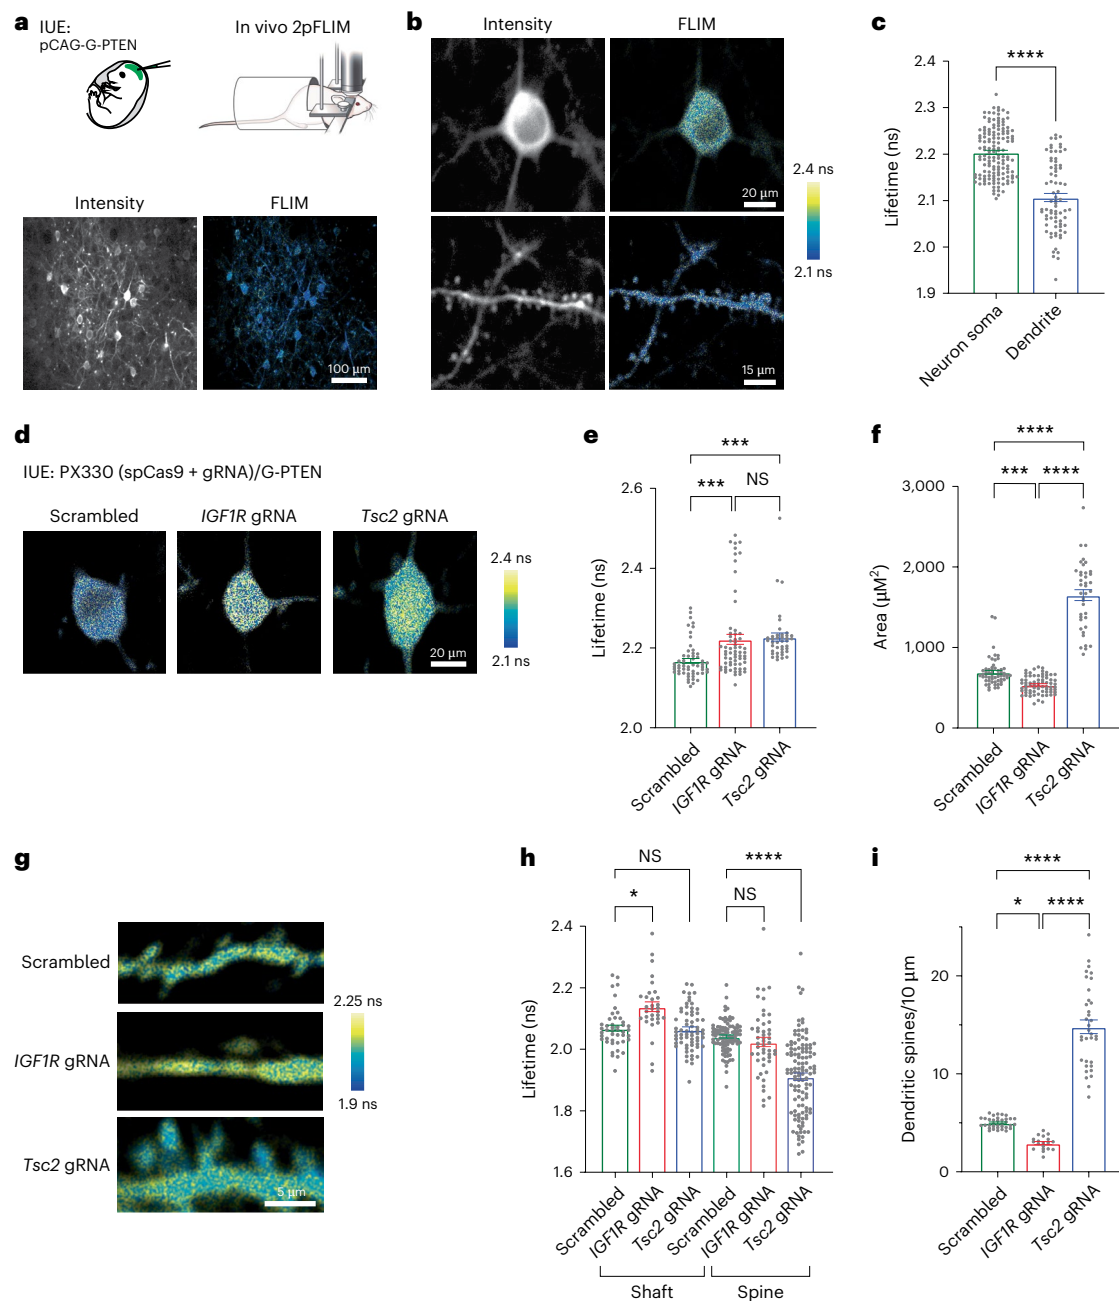 a
IUE:
pCAG-G-PTEN
In vivo 2pFLIM
Intensity
FLIM
100 µm
b
Intensity
FLIM
20 µm
2.4 ns
2.1 ns
15 µm
c
****
2.4
2.3
2.2
2.1
2.0
1.9
Lifetime (ns)
Neuron soma
Dendrite
d
IUE: PX330 (spCas9 + gRNA)/G-PTEN
Scrambled
IGF1R gRNA
Tsc2 gRNA
20 µm
2.4 ns
2.1 ns
e
***
***
NS
2.6
2.4
2.2
2.0
Lifetime (ns)
Scrambled
IGF1R gRNA
Tsc2 gRNA
f
****
***
****
3,000
2,000
1,000
0
Area (µM²)
Scrambled
IGF1R gRNA
Tsc2 gRNA
g
Scrambled
IGF1R gRNA
Tsc2 gRNA
5 µm
2.25 ns
1.9 ns
h
NS
****
*
NS
2.4
2.2
2.0
1.8
1.6
Lifetime (ns)
Scrambled
IGF1R gRNA
Tsc2 gRNA
Scrambled
IGF1R gRNA
Tsc2 gRNA
Shaft
Spine
i
****
*
****
20
10
0
Dendritic spines/10 µm
Scrambled
IGF1R gRNA
Tsc2 gRNA